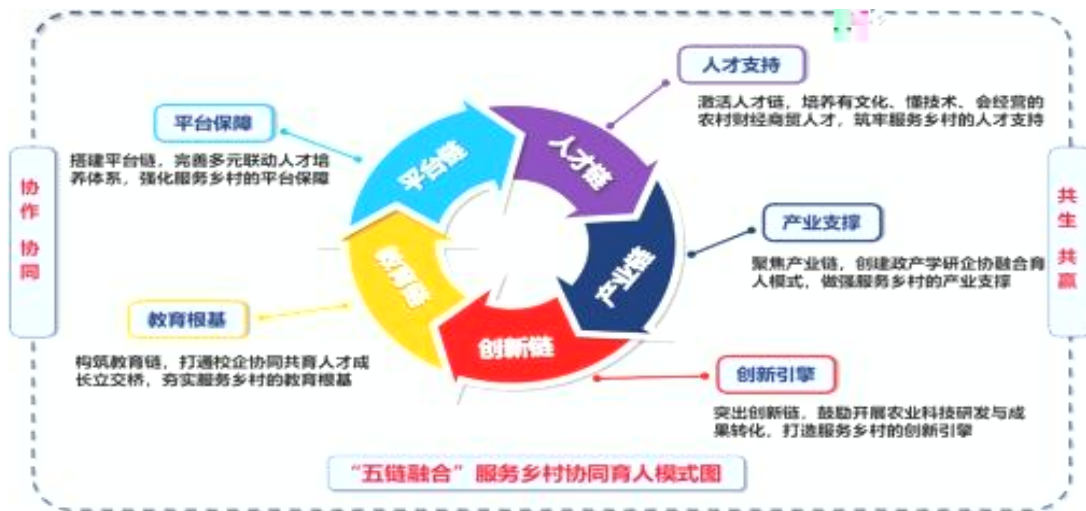 人才支持
激活人才链，培养有文化、懂技术、会经营的
农村财经商贸人才，筑牢服务乡村的人才支持
平台保障
搭建平台链，完善多元联动人才培
养体系，强化服务乡村的平台保障
平台链
人才链
协作 协同
共生 共赢
产业支撑
聚焦产业链，创建政产学研企协融合育
人模式，做强服务乡村的产业支撑
教育链
产业链
创新链
教育根基
构筑教育链，打通校企协同共育人才成
长立交桥，夯实服务乡村的教育根基
创新引擎
突出创新链，鼓励开展农业科技研发与成
果转化，打造服务乡村的创新引擎
“五链融合”服务乡村协同育人模式图